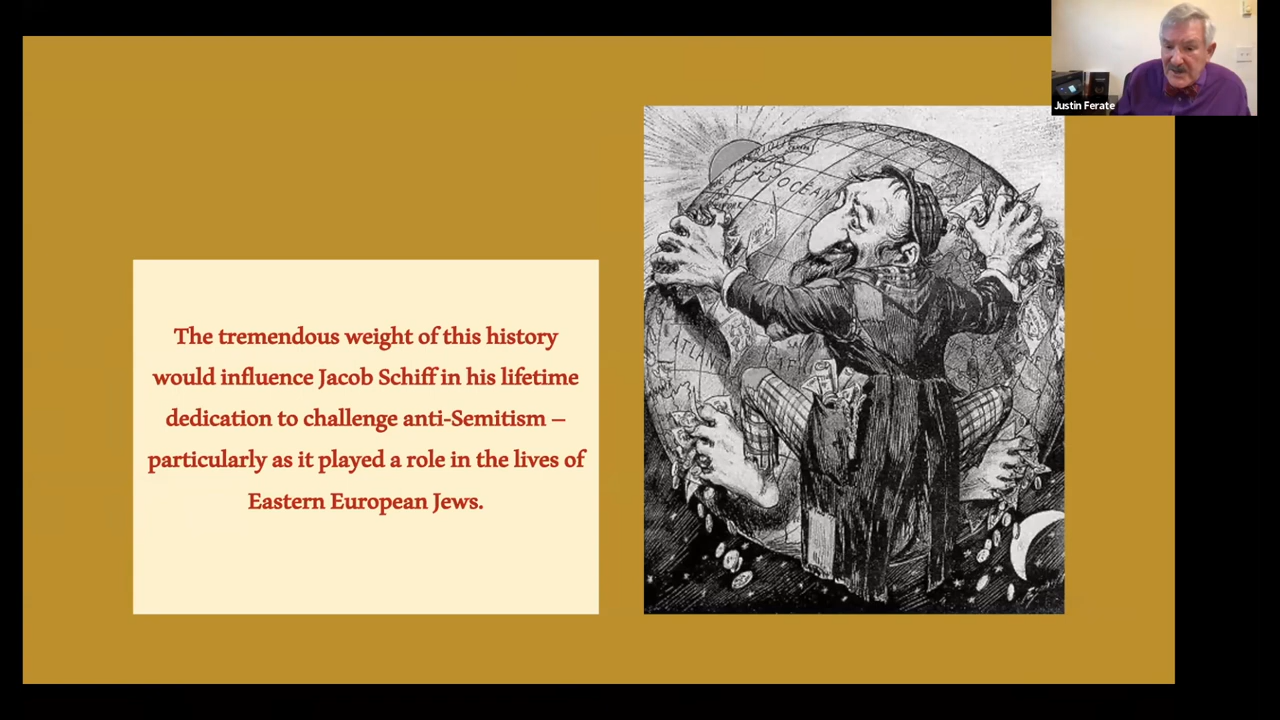 Justin Ferate
The tremendous weight of this history
would influence Jacob Schiff in his lifetime
dedication to challenge anti-Semitism –
particularly as it played a role in the lives of
Eastern European Jews.
OCÉAN
ATLAN